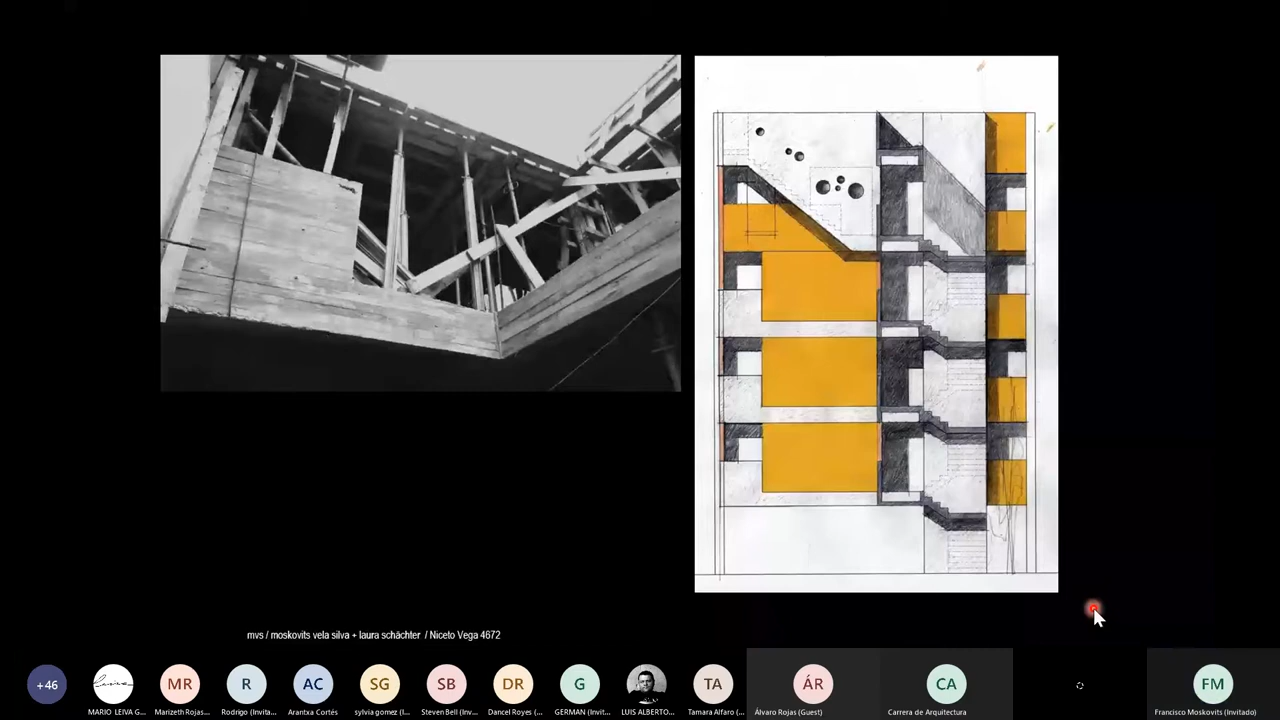 mvs / moskovits vela silva + laura schächter / Niceto Vega 4672
+46
MR
R
AC
SG
SB
DR
G
TA
ÁR
CA
FM
MARIO LEIVA G...
Marizeth Rojas...
Rodrigo (Invita...
Arantxa Cortés
sylvia gomez (I...
Steven Bell (Inv...
Dancel Royes (...
GERMAN (Invit...
LUIS ALBERTO...
Tamara Alfaro (...
Álvaro Rojas (Guest)
Carrera de Arquitectura
Francisco Moskovits (Invitado)